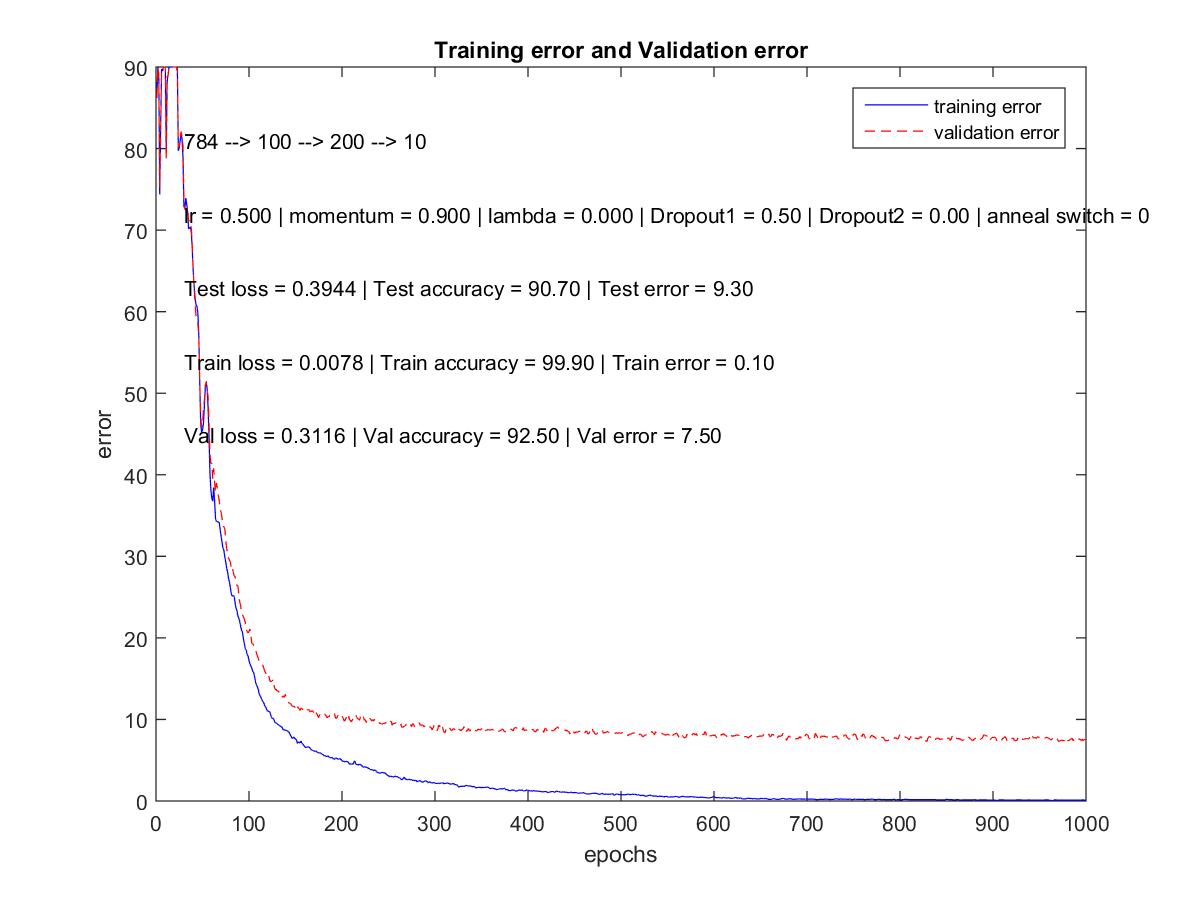 Training error and Validation error
90
80
70
60
50
40
30
20
10
0
error
training error
validation error
784 --> 100 --> 200 --> 10
lr = 0.500 | momentum = 0.900 | lambda = 0.000 | Dropout1 = 0.50 | Dropout2 = 0.00 | anneal switch = 0
Test loss = 0.3944 | Test accuracy = 90.70 | Test error = 9.30
Train loss = 0.0078 | Train accuracy = 99.90 | Train error = 0.10
Val loss = 0.3116 | Val accuracy = 92.50 | Val error = 7.50
0 100 200 300 400 500 600 700 800 900 1000
epochs